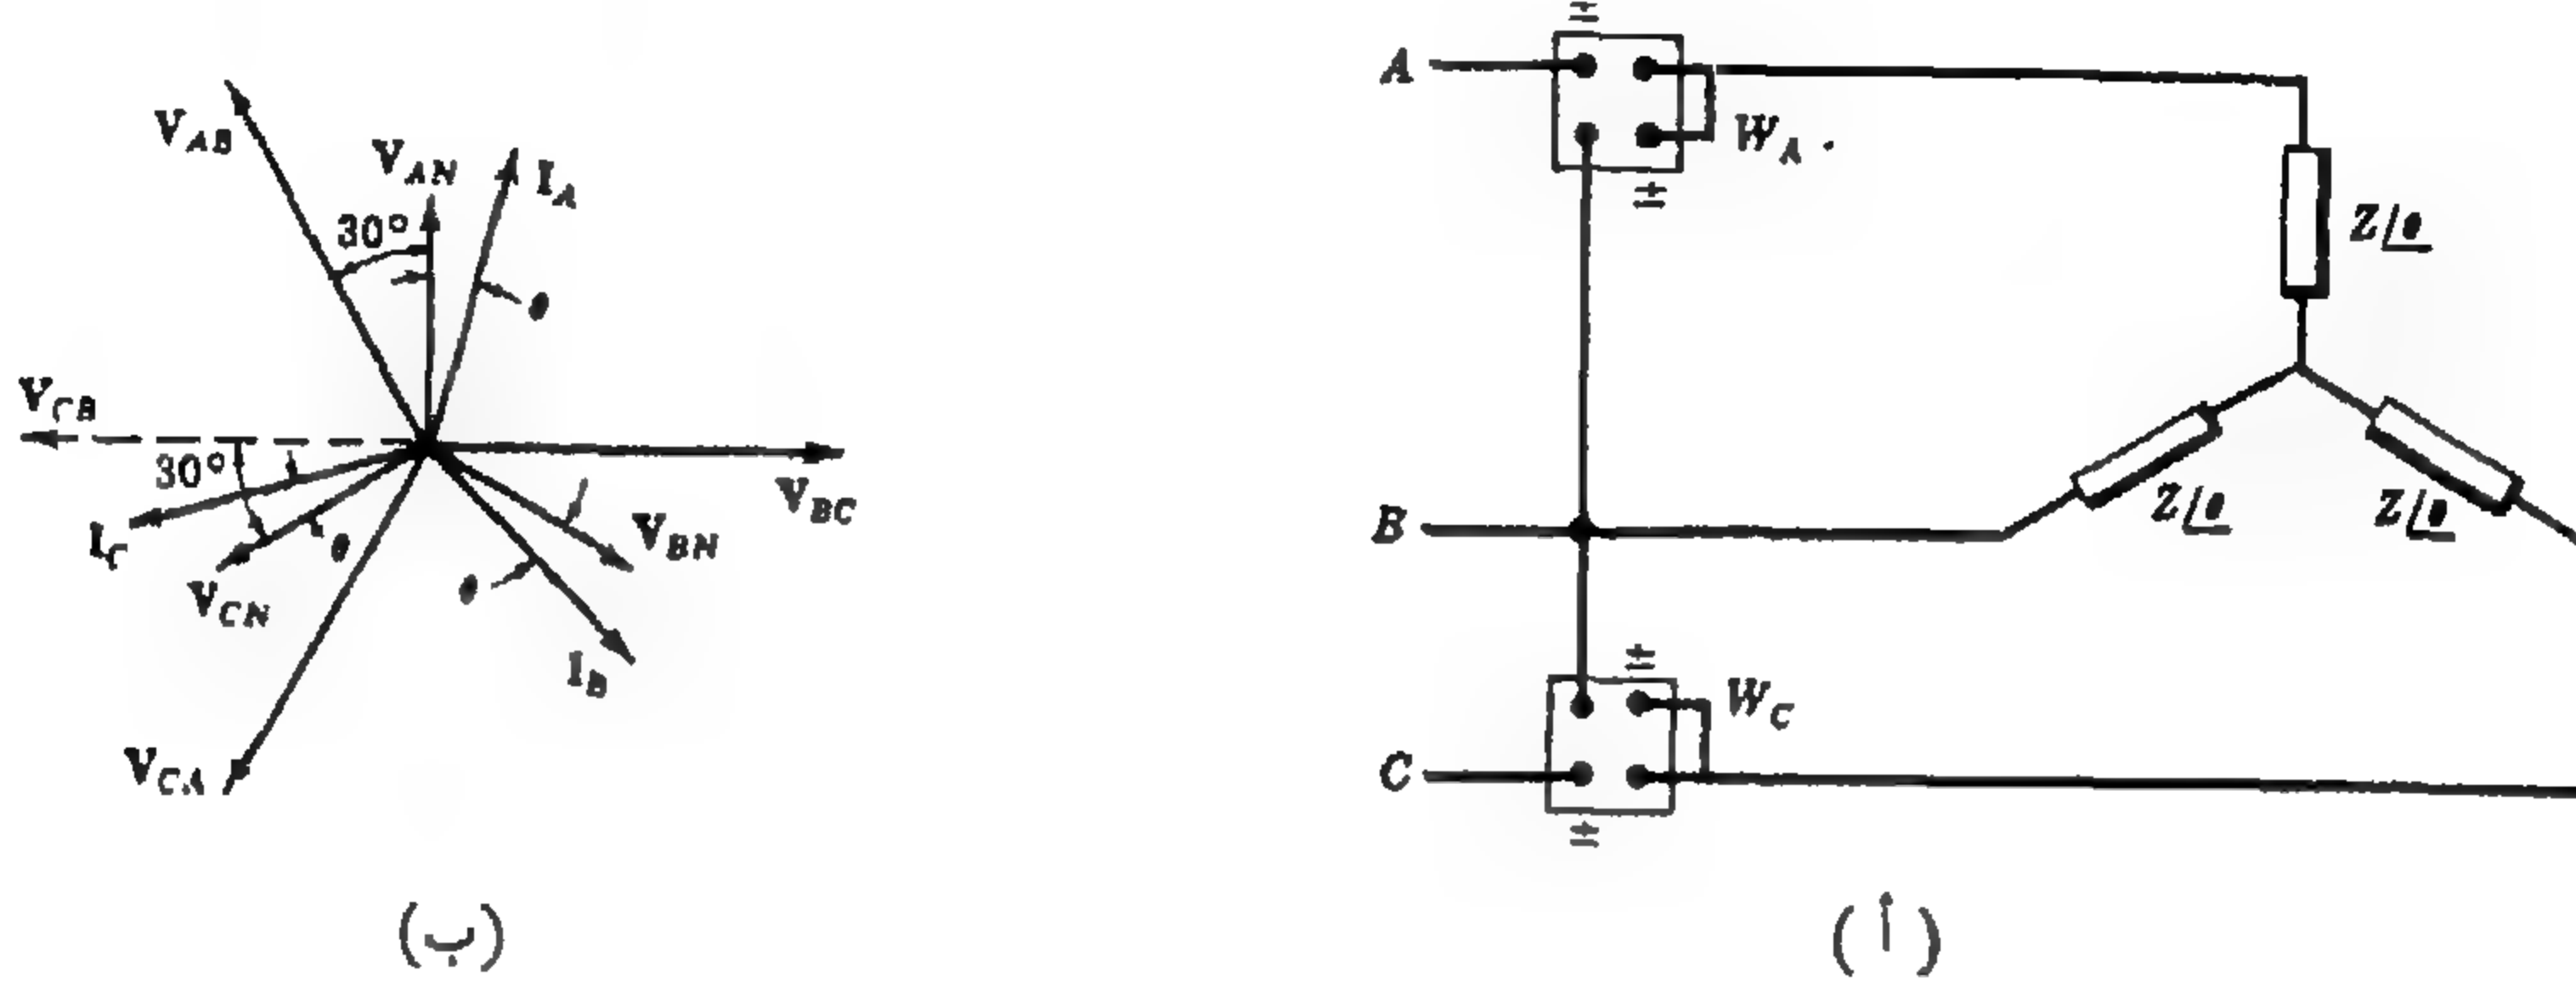 V_AB
V_AN
I_A
30°
θ
V_CB
30°
V_BC
I_C
θ
V_CN
V_BN
θ
I_B
V_CA
(ب)
±
A
W_A
±
Z/θ
B
Z/θ
Z/θ
±
W_C
C
±
(أ)